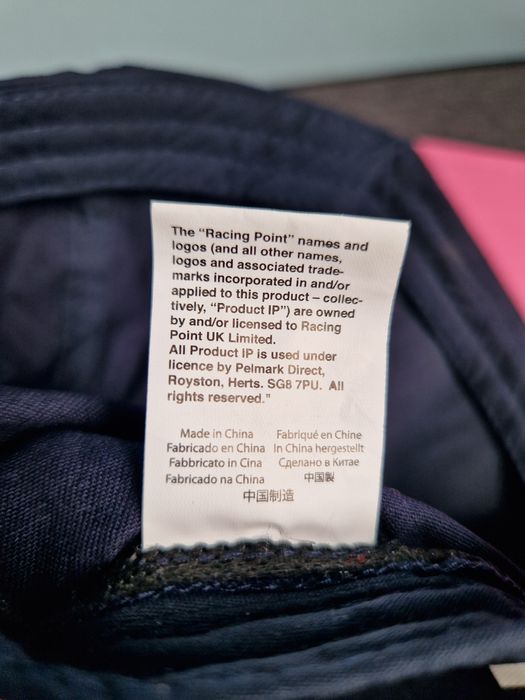 The “Racing Point” names and
logos (and all other names,
logos and associated trade-
marks incorporated in and/or
applied to this product – collec-
tively, “Product IP”) are owned
by and/or licensed to Racing
Point UK Limited.
All Product IP is used under
licence by Pelmark Direct,
Royston, Herts. SG8 7PU. All
rights reserved."
Made in China Fabriqué en Chine
Fabricado en China In China hergestellt
Fabbricato in Cina Сделано в Китае
Fabricado na China 中国製
中国制造